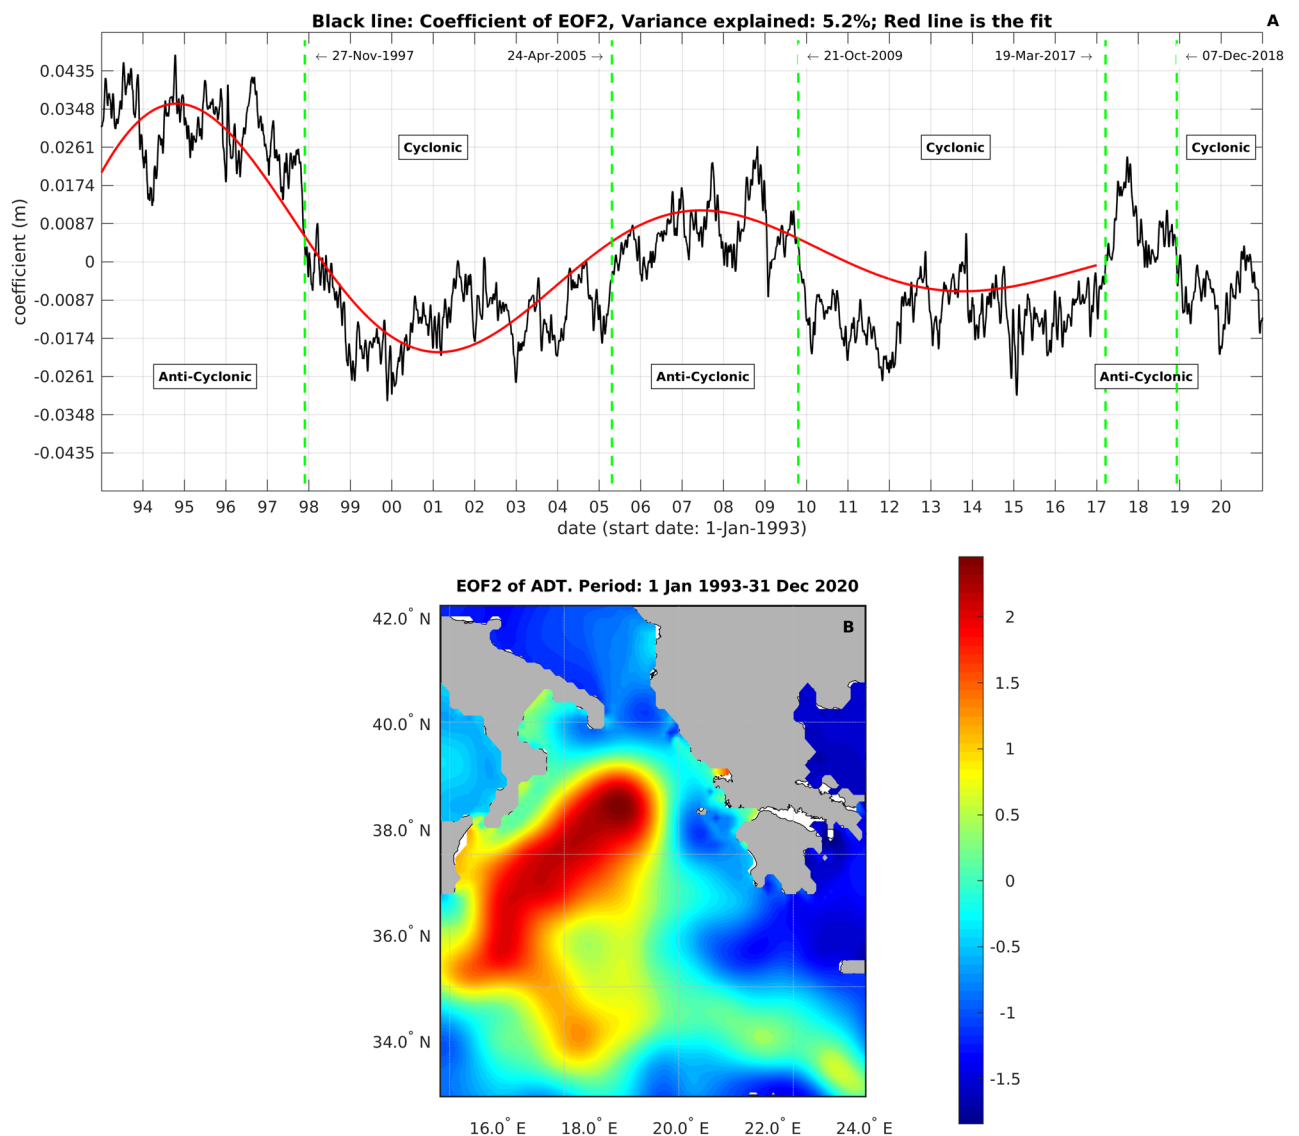 Black line: Coefficient of EOF2, Variance explained: 5.2%; Red line is the fit
A
← 27-Nov-1997
24-Apr-2005 →
← 21-Oct-2009
19-Mar-2017 →
← 07-Dec-2018
0.0435
0.0348
0.0261
0.0174
0.0087
0
-0.0087
-0.0174
-0.0261
-0.0348
-0.0435
coefficient (m)
Cyclonic
Cyclonic
Cyclonic
Anti-Cyclonic
Anti-Cyclonic
Anti-Cyclonic
94 95 96 97 98 99 00 01 02 03 04 05 06 07 08 09 10 11 12 13 14 15 16 17 18 19 20
date (start date: 1-Jan-1993)
EOF2 of ADT. Period: 1 Jan 1993-31 Dec 2020
B
42.0° N
40.0° N
38.0° N
36.0° N
34.0° N
16.0° E 18.0° E 20.0° E 22.0° E 24.0° E
2
1.5
1
0.5
0
-0.5
-1
-1.5